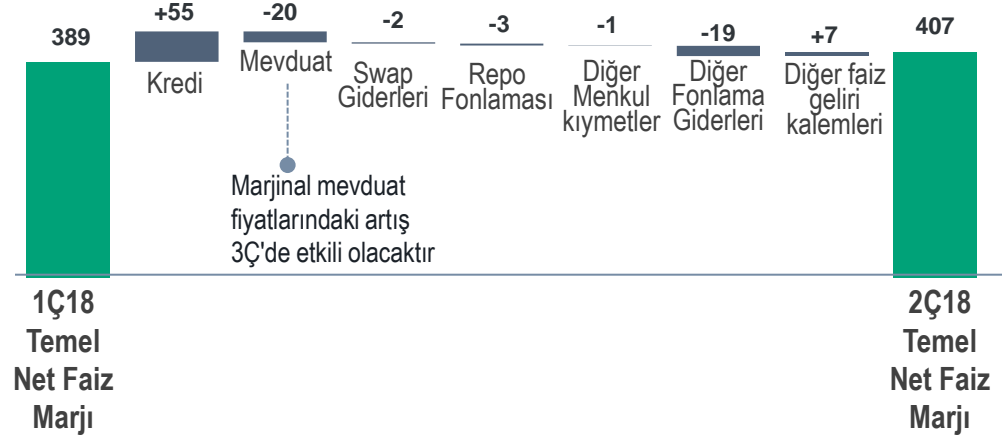 389
+55
-20
-2
-3
-1
-19
+7
407
Kredi
Mevduat
Swap
Giderleri
Repo
Fonlaması
Diğer
Menkul
kıymetler
Diğer
Fonlama
Giderleri
Diğer faiz
geliri
kalemleri
Marjinal mevduat
fiyatlarındaki artış
3Ç'de etkili olacaktır
1Ç18
Temel
Net Faiz
Marjı
2Ç18
Temel
Net Faiz
Marjı